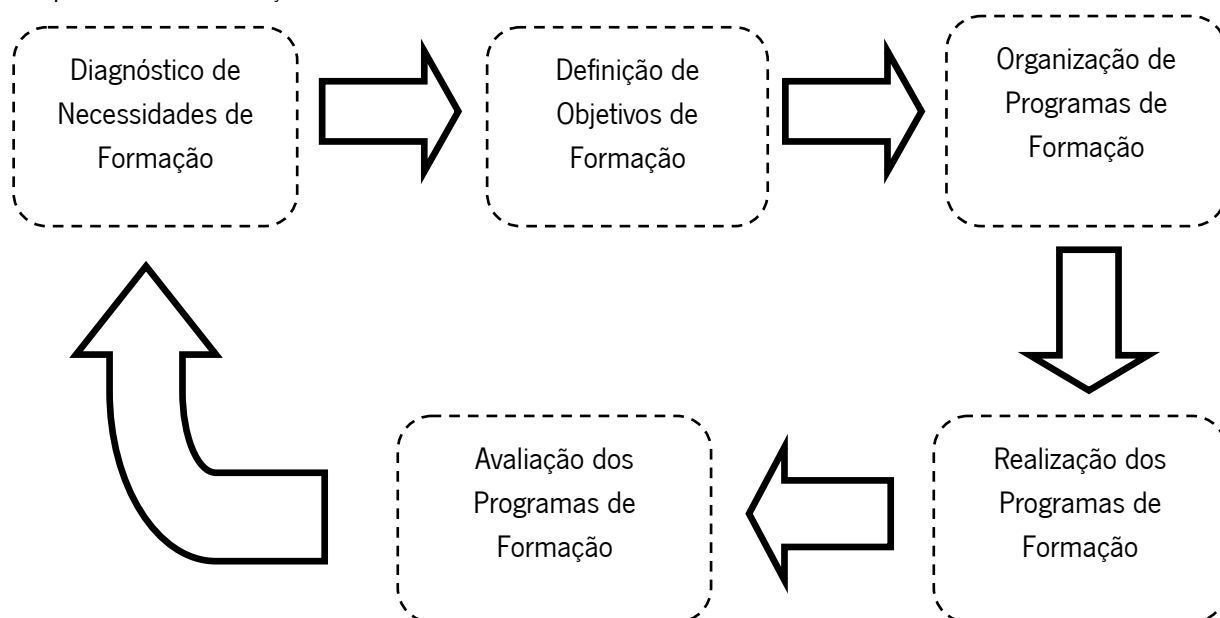 Diagnóstico de
Necessidades de
Formação
Definição de
Objetivos de
Formação
Organização de
Programas de
Formação
Realização dos
Programas de
Formação
Avaliação dos
Programas de
Formação